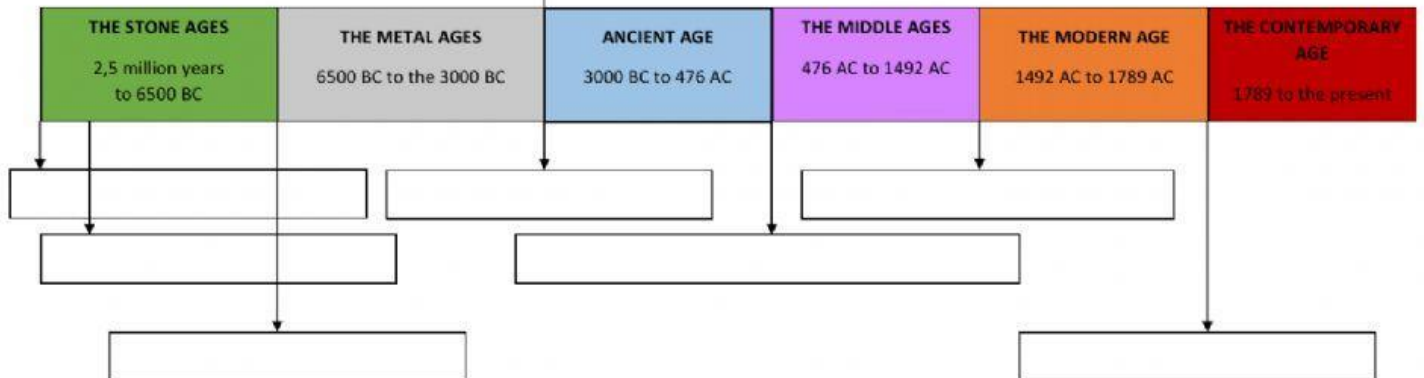 THE STONE AGES
2,5 million years
to 6500 BC
THE METAL AGES
6500 BC to the 3000 BC
ANCIENT AGE
3000 BC to 476 AC
THE MIDDLE AGES
476 AC to 1492 AC
THE MODERN AGE
1492 AC to 1789 AC
THE CONTEMPORARY
AGE
1789 to the present